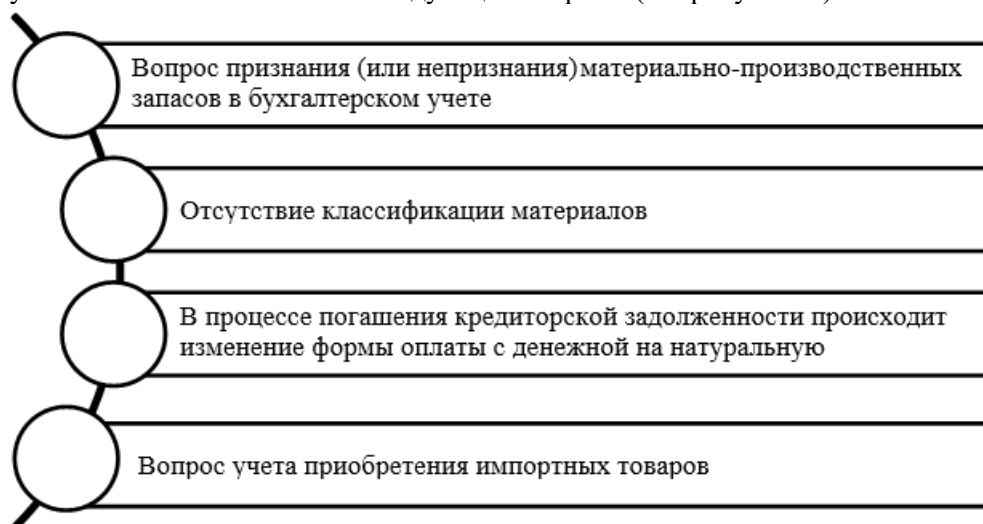 Вопрос признания (или непризнания) материально-производственных
запасов в бухгалтерском учете
Отсутствие классификации материалов
В процессе погашения кредиторской задолженности происходит
изменение формы оплаты с денежной на натуральную
Вопрос учета приобретения импортных товаров